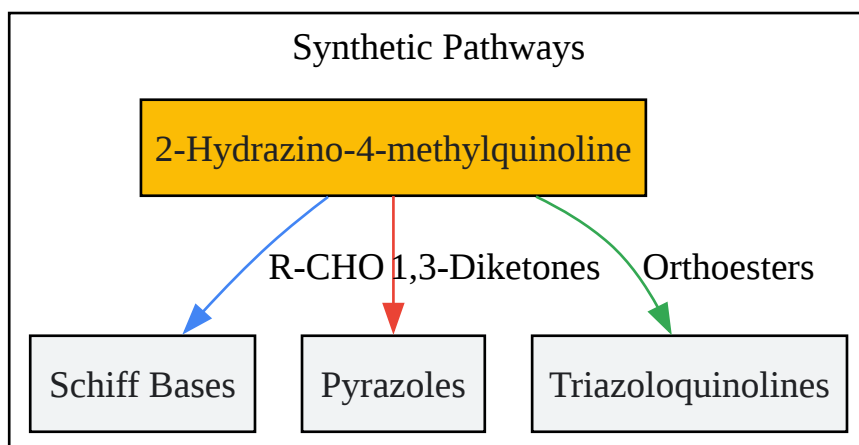 Synthetic Pathways
2-Hydrazino-4-methylquinoline
R-CHO
1,3-Diketones
Orthoesters
Schiff Bases
Pyrazoles
Triazoloquinolines